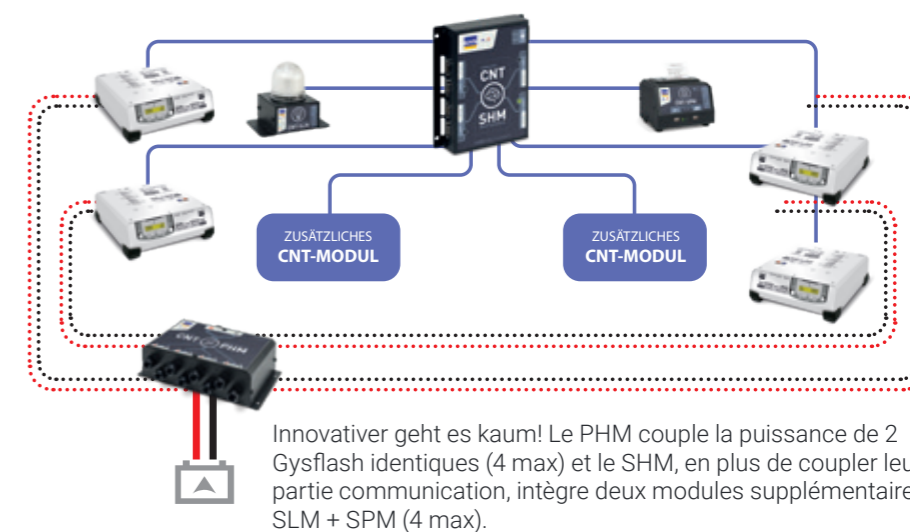 CNT
SHM
ZUSÄTZLICHES
CNT-MODUL
ZUSÄTZLICHES
CNT-MODUL
CNT PHM
Innovativer geht es kaum! Le PHM couple la puissance de 2
Gysflash identiques (4 max) et le SHM, en plus de coupler leu
partie communication, intègre deux modules supplémentaire
SLM + SPM (4 max).